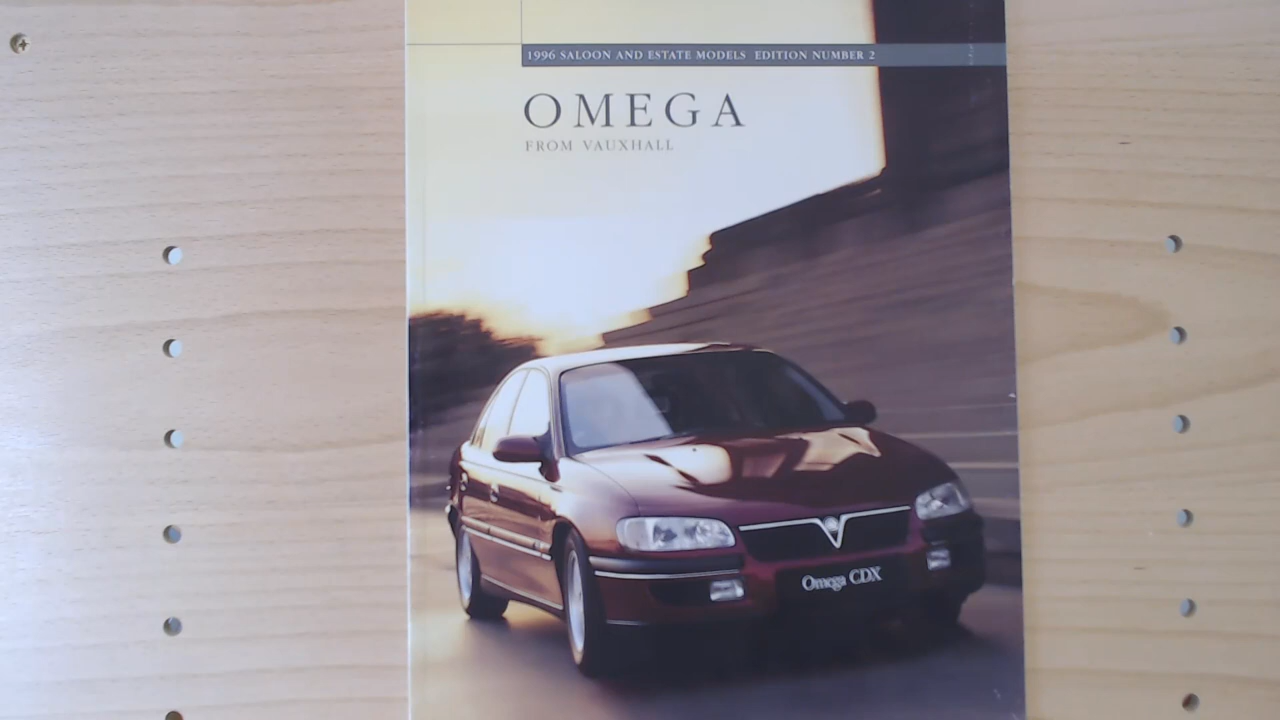 1996 SALOON AND ESTATE MODELS EDITION NUMBER 2
OMEGA
FROM VAUXHALL
Omega CDX